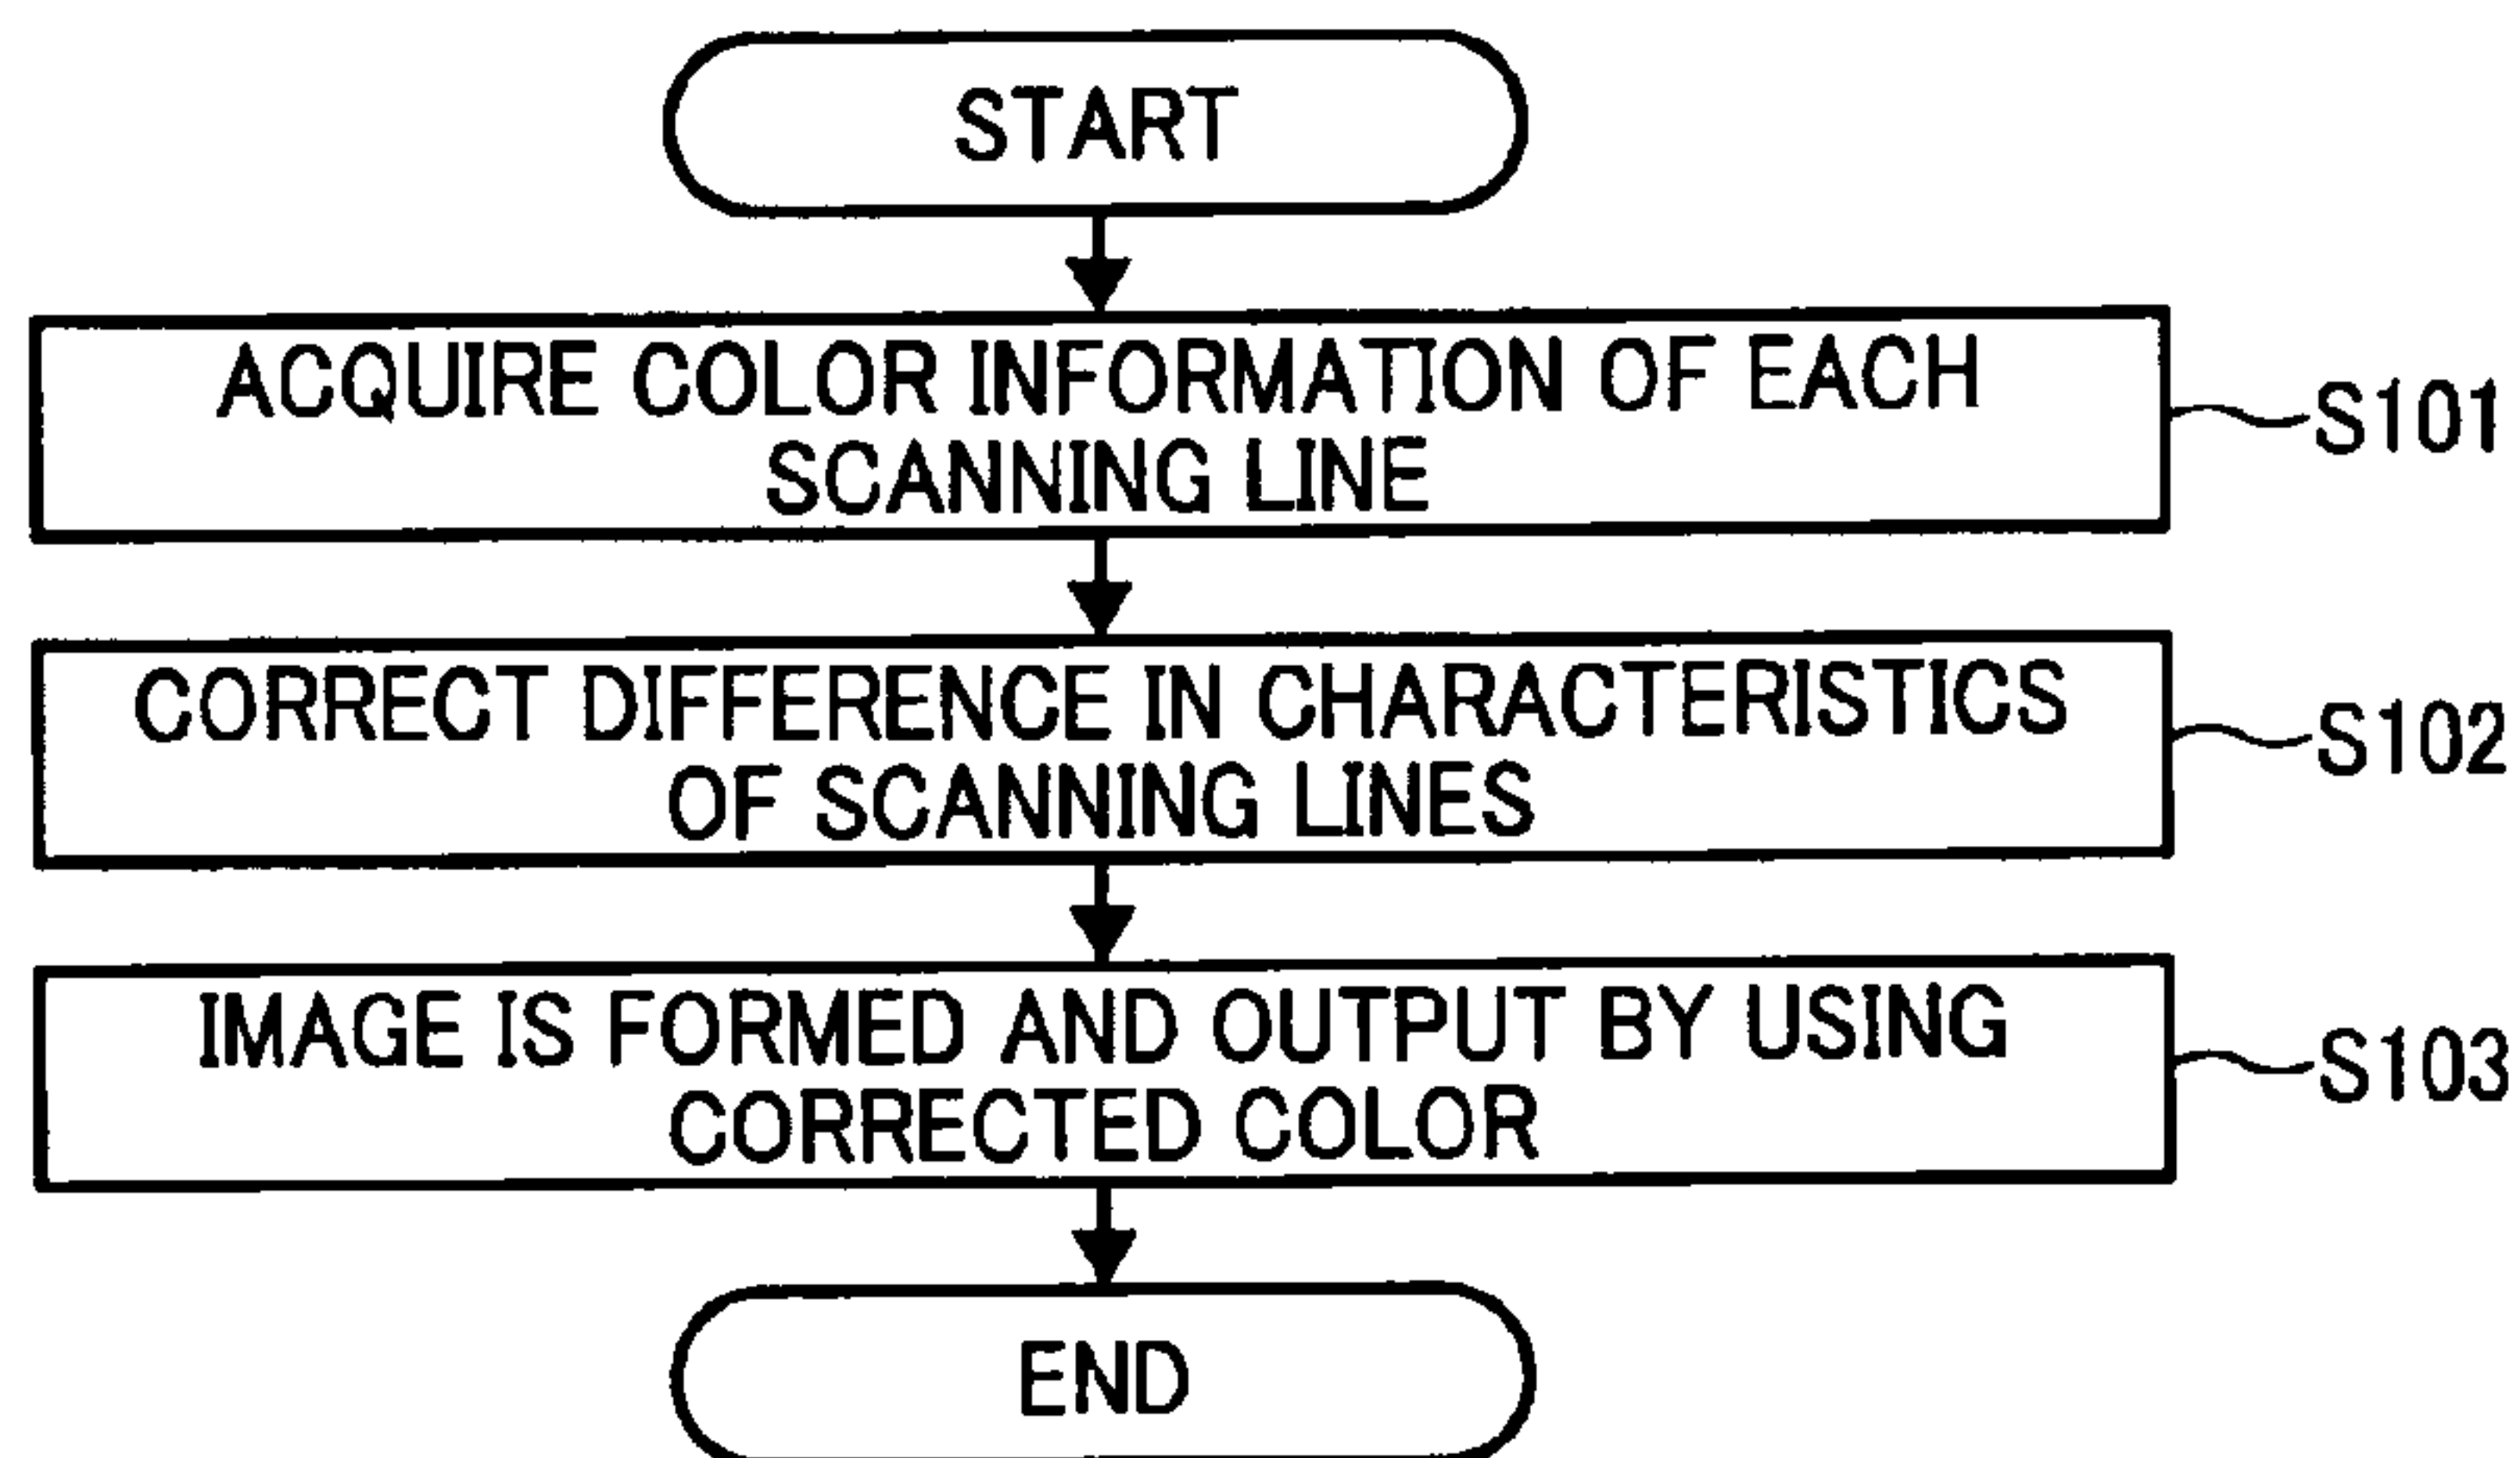 START
ACQUIRE COLOR INFORMATION OF EACH
SCANNING LINE
S101
CORRECT DIFFERENCE IN CHARACTERISTICS
OF SCANNING LINES
S102
IMAGE IS FORMED AND OUTPUT BY USING
CORRECTED COLOR
S103
END